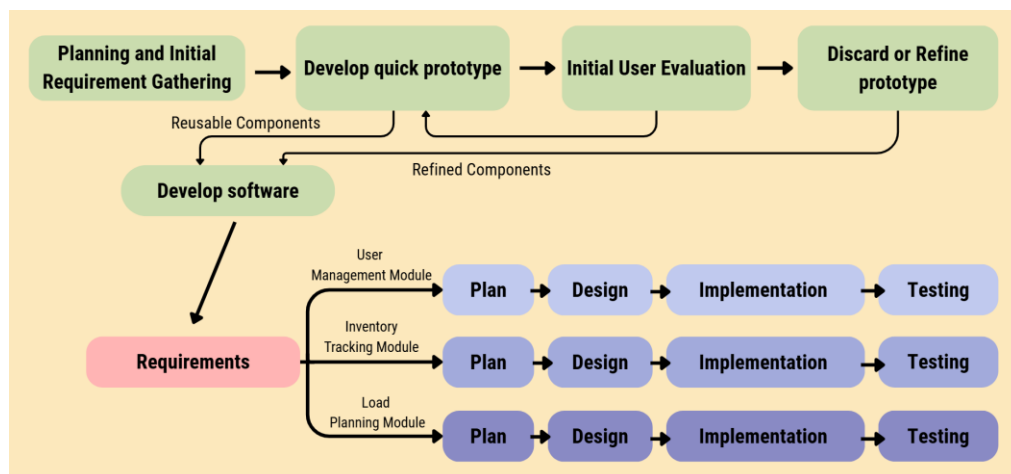 Planning and Initial
Requirement Gathering
Develop quick prototype
Initial User Evaluation
Discard or Refine
prototype
Reusable Components
Refined Components
Develop software
User
Management Module
Plan
Design
Implementation
Testing
Requirements
Inventory
Tracking Module
Plan
Design
Implementation
Testing
Load
Planning Module
Plan
Design
Implementation
Testing